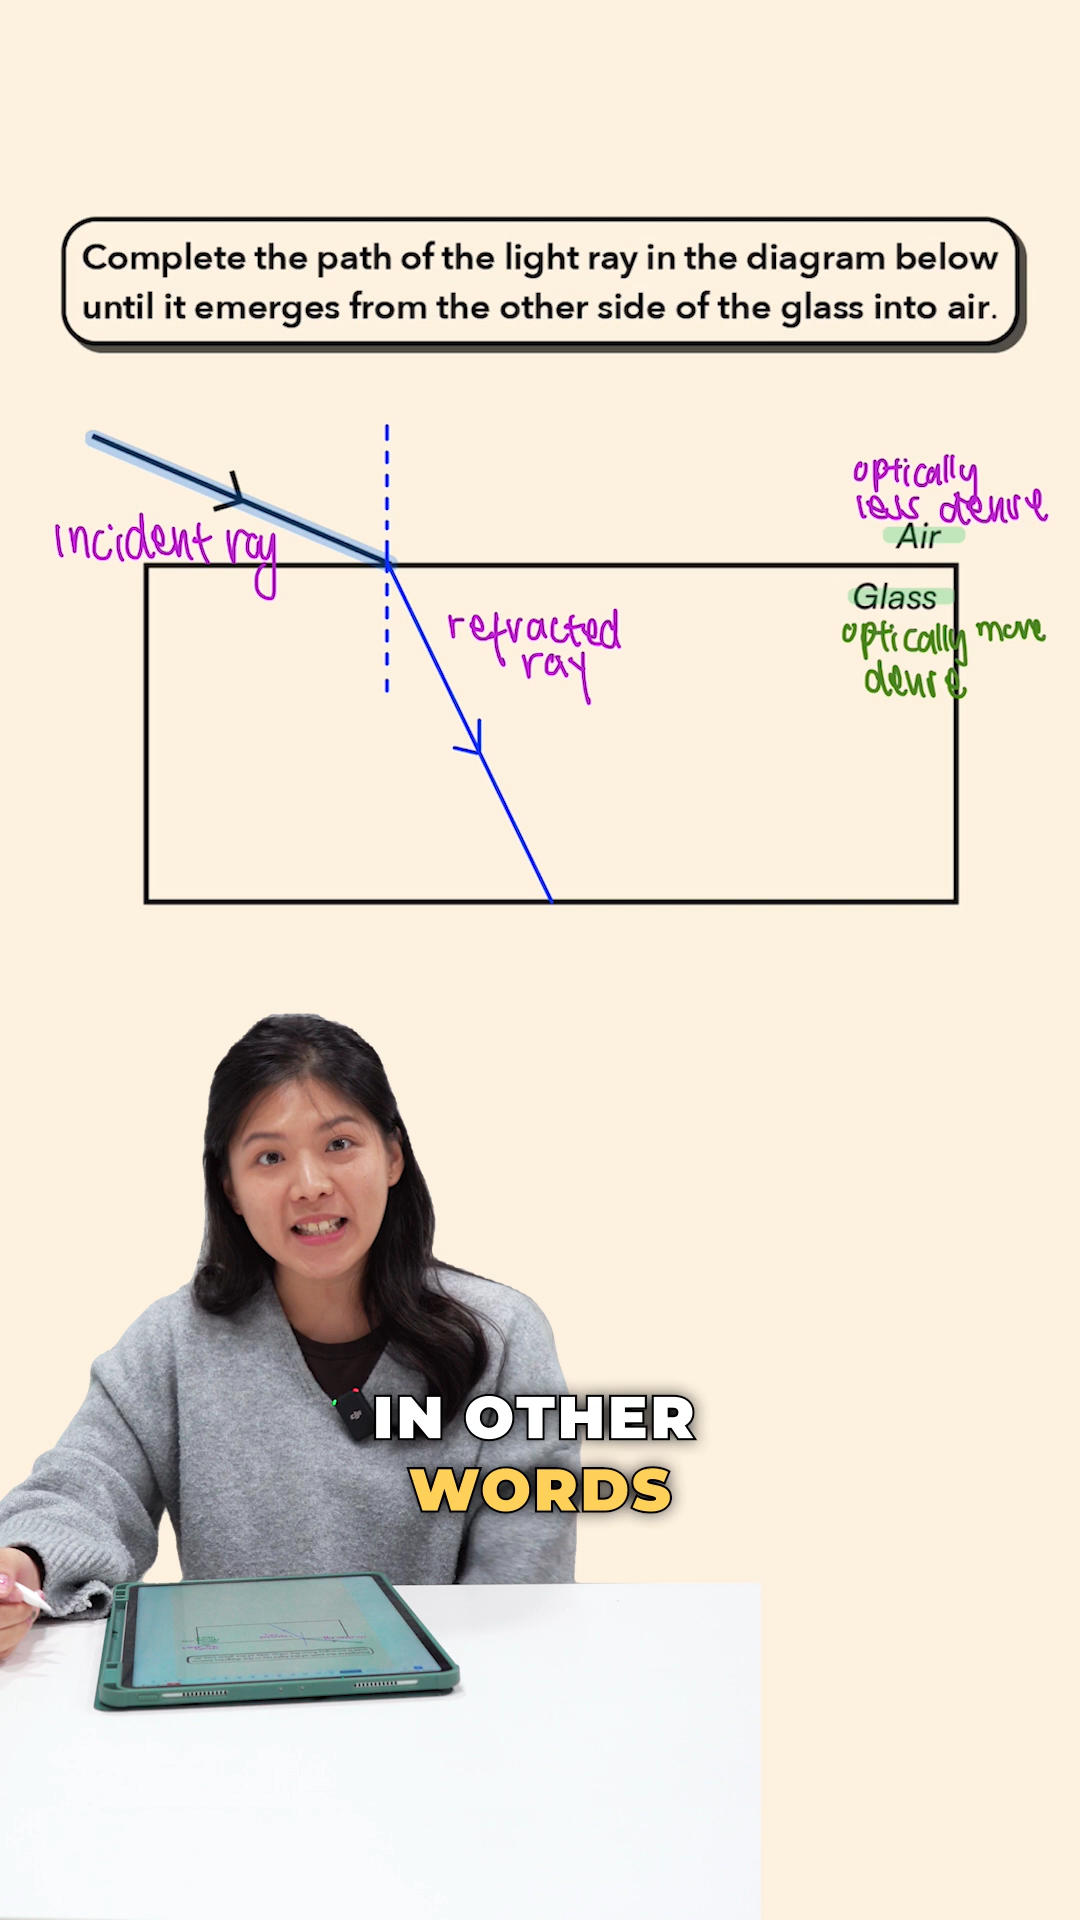 Complete the path of the light ray in the diagram below
until it emerges from the other side of the glass into air.
optically
less dense
Air
incident ray
Glass
optically more
dense
refracted
ray
IN OTHER
WORDS